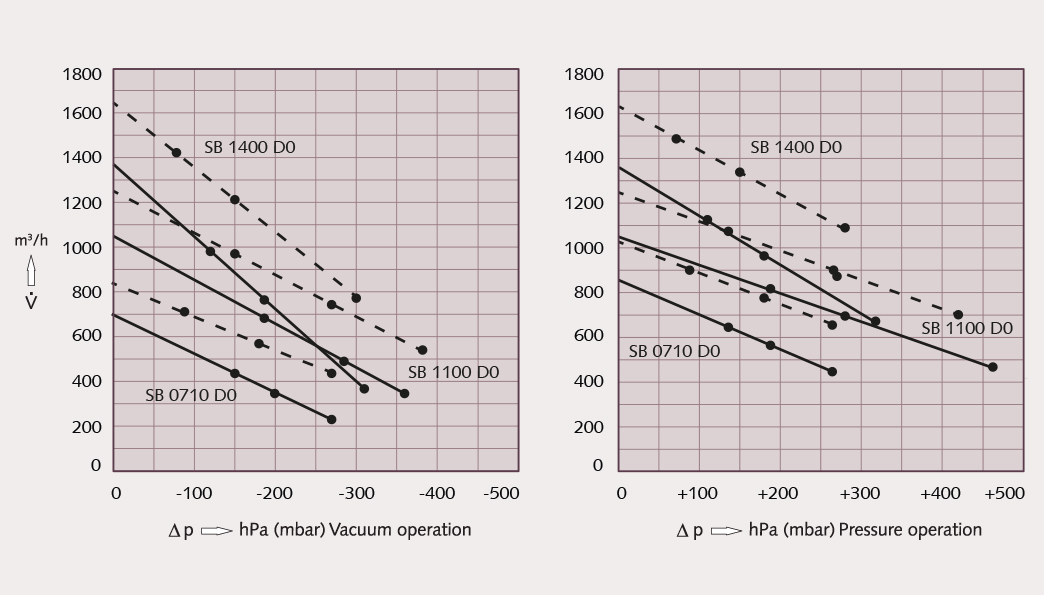 1800
1600
1400
1200
1000
800
600
400
200
0
m³/h
V̇
SB 1400 D0
SB 1100 D0
SB 0710 D0
0 -100 -200 -300 -400 -500
Δ p hPa (mbar) Vacuum operation
1800
1600
1400
1200
1000
800
600
400
200
0
SB 1400 D0
SB 1100 D0
SB 0710 D0
0 +100 +200 +300 +400 +500
Δ p hPa (mbar) Pressure operation